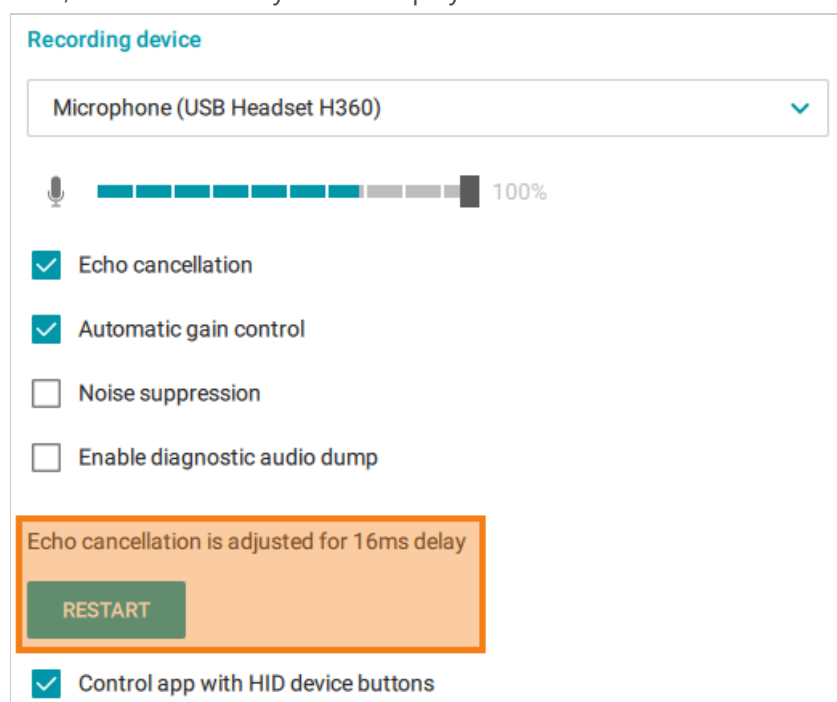 Recording device
Microphone (USB Headset H360)
100%
Echo cancellation
Automatic gain control
Noise suppression
Enable diagnostic audio dump
Echo cancellation is adjusted for 16ms delay
RESTART
Control app with HID device buttons